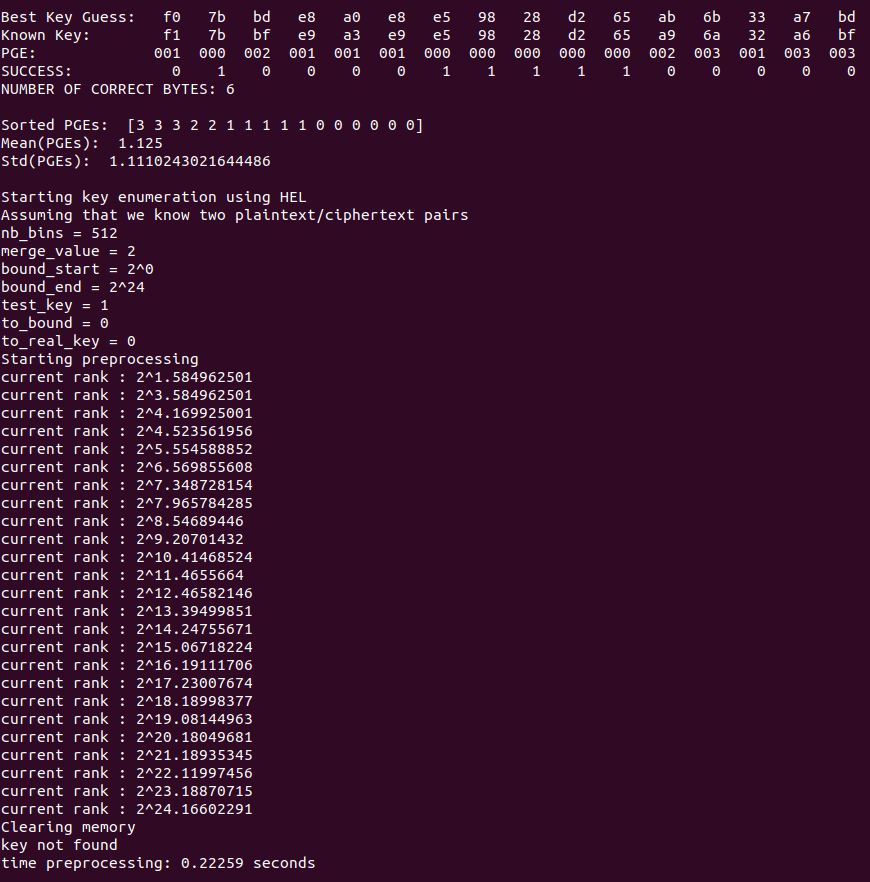 Best Key Guess:   f0   7b   bd   e8   a0   e8   e5   98   28   d2   65   ab   6b   33   a7   bd
Known Key:        f1   7b   bf   e9   a3   e9   e5   98   28   d2   65   a9   6a   32   a6   bf
PGE:             001  000  002  001  001  001  000  000  000  000  000  002  003  001  003  003
SUCCESS:           0    1    0    0    0    0    1    1    1    1    1    0    0    0    0    0
NUMBER OF CORRECT BYTES: 6
Sorted PGEs:  [3 3 3 2 2 1 1 1 1 1 0 0 0 0 0 0]
Mean(PGEs):  1.125
Std(PGEs):  1.1110243021644486
Starting key enumeration using HEL
Assuming that we know two plaintext/ciphertext pairs
nb_bins = 512
merge_value = 2
bound_start = 2^0
bound_end = 2^24
test_key = 1
to_bound = 0
to_real_key = 0
Starting preprocessing
current rank : 2^1.584962501
current rank : 2^3.584962501
current rank : 2^4.169925001
current rank : 2^4.523561956
current rank : 2^5.554588852
current rank : 2^6.569855608
current rank : 2^7.348728154
current rank : 2^7.965784285
current rank : 2^8.54689446
current rank : 2^9.20701432
current rank : 2^10.41468524
current rank : 2^11.4655664
current rank : 2^12.46582146
current rank : 2^13.39499851
current rank : 2^14.24755671
current rank : 2^15.06718224
current rank : 2^16.19111706
current rank : 2^17.23007674
current rank : 2^18.18998377
current rank : 2^19.08144963
current rank : 2^20.18049681
current rank : 2^21.18935345
current rank : 2^22.11997456
current rank : 2^23.18870715
current rank : 2^24.16602291
Clearing memory
key not found
time preprocessing: 0.22259 seconds